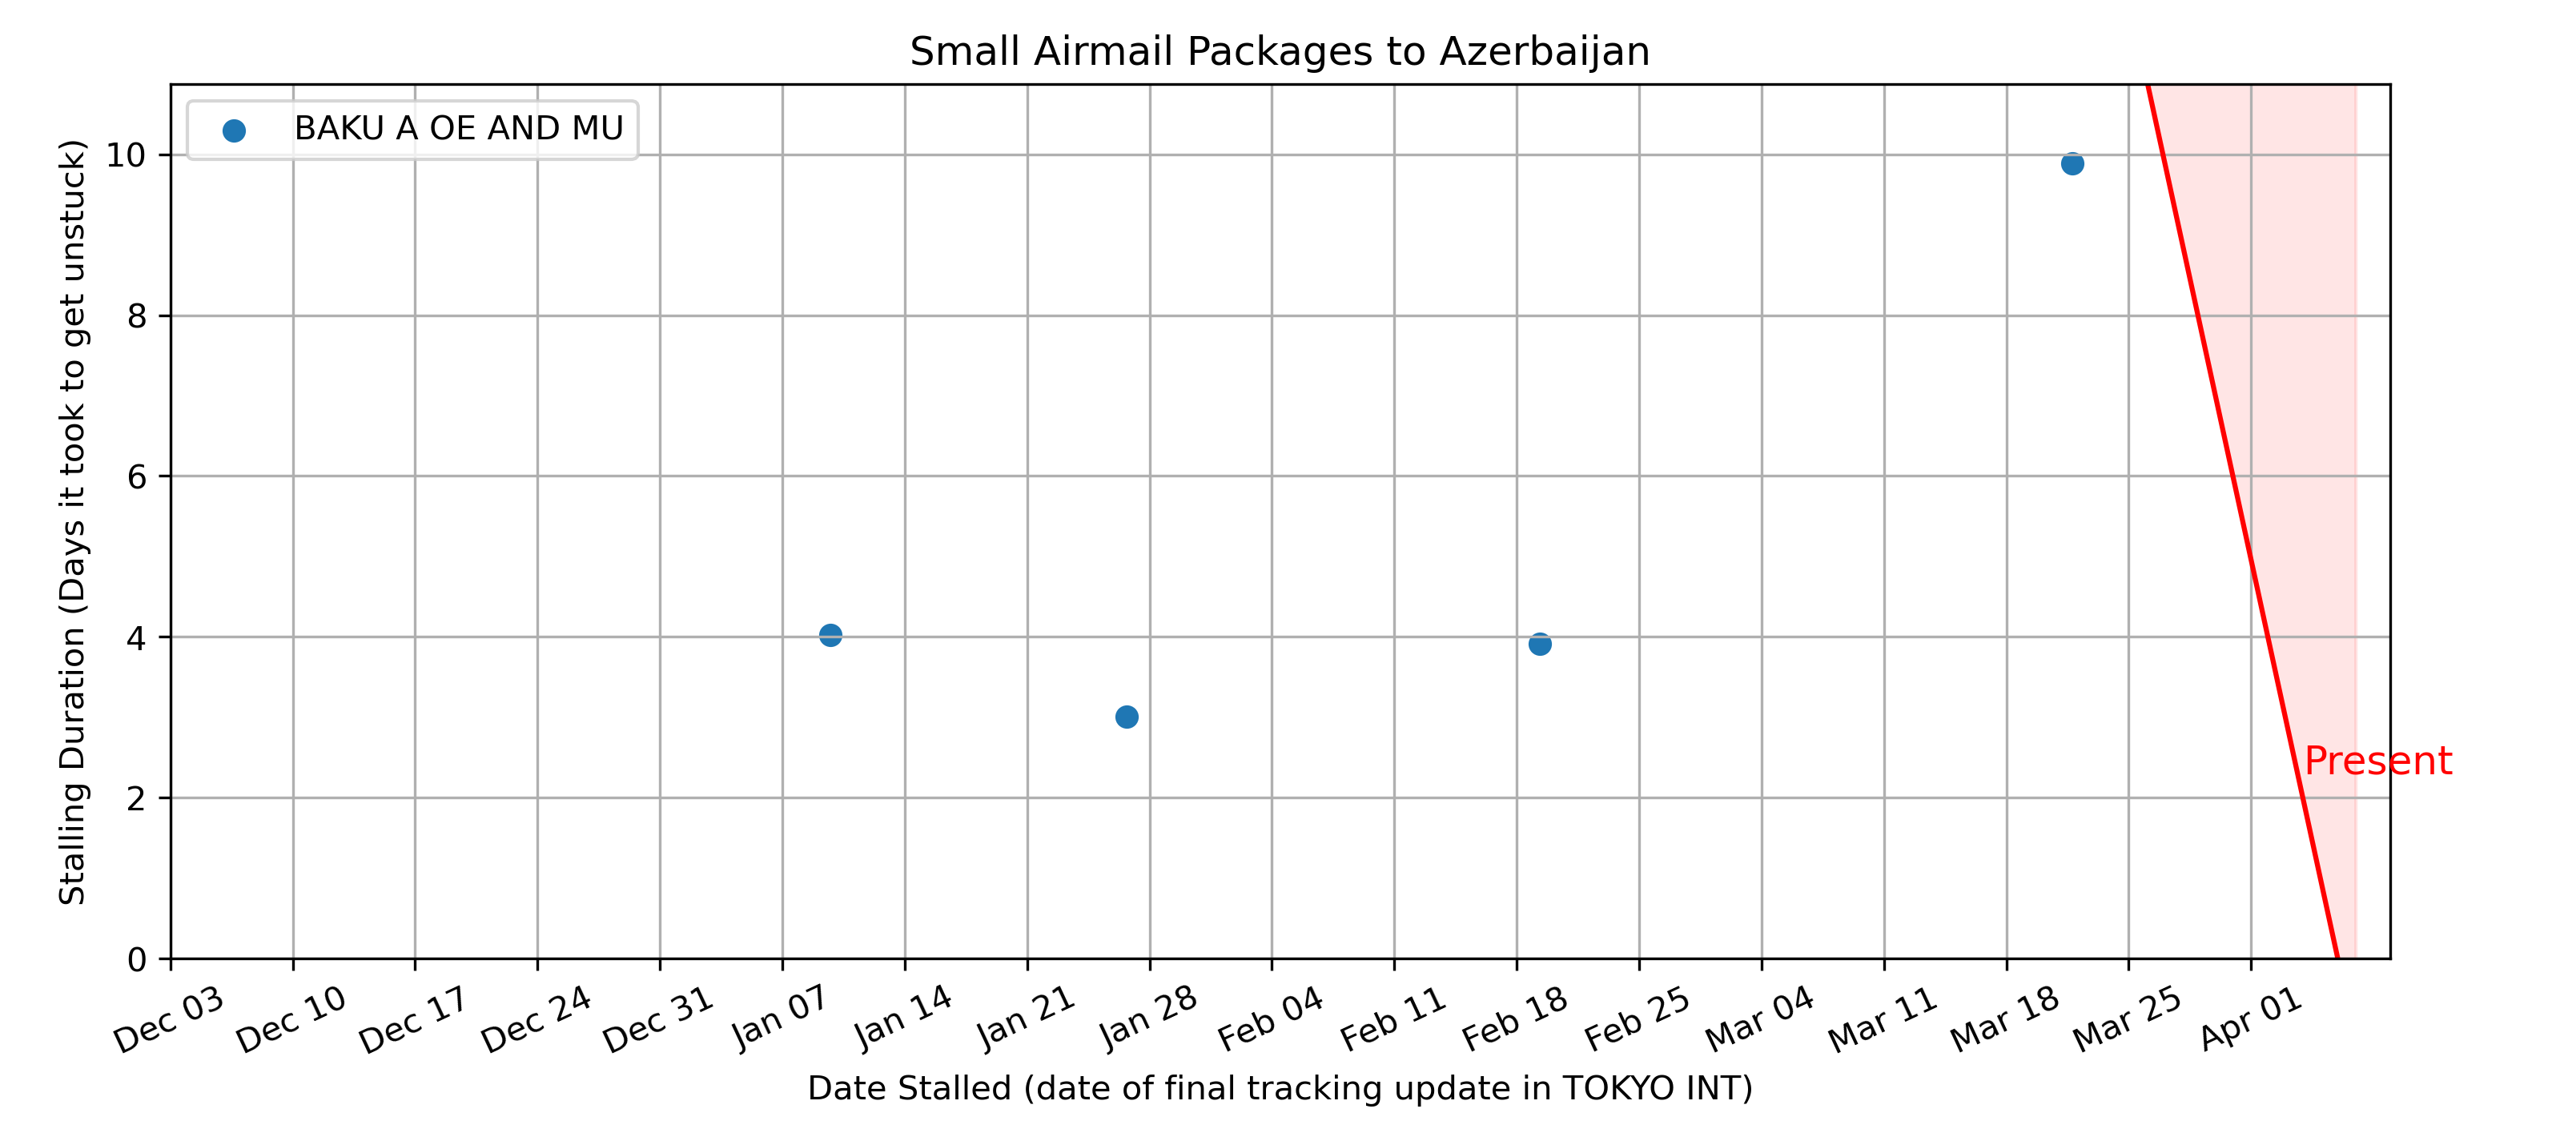 Small Airmail Packages to Azerbaijan
BAKU A OE AND MU
Stalling Duration (Days it took to get unstuck)
10
8
6
4
2
0
Present
Dec 03
Dec 10
Dec 17
Dec 24
Dec 31
Jan 07
Jan 14
Jan 21
Jan 28
Feb 04
Feb 11
Feb 18
Feb 25
Mar 04
Mar 11
Mar 18
Mar 25
Apr 01
Date Stalled (date of final tracking update in TOKYO INT)